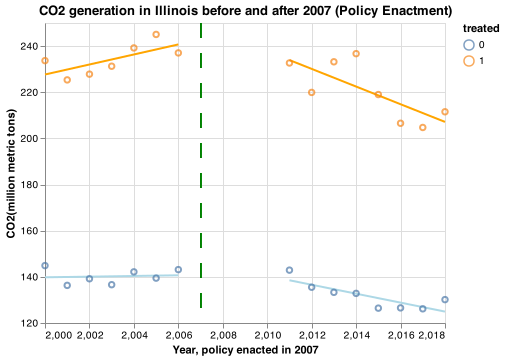 CO2 generation in Illinois before and after 2007 (Policy Enactment)
treated
0
1
CO2(million metric tons)
240
220
200
180
160
140
120
2,000 2,002 2,004 2,006 2,008 2,010 2,012 2,014 2,016 2,018
Year, policy enacted in 2007